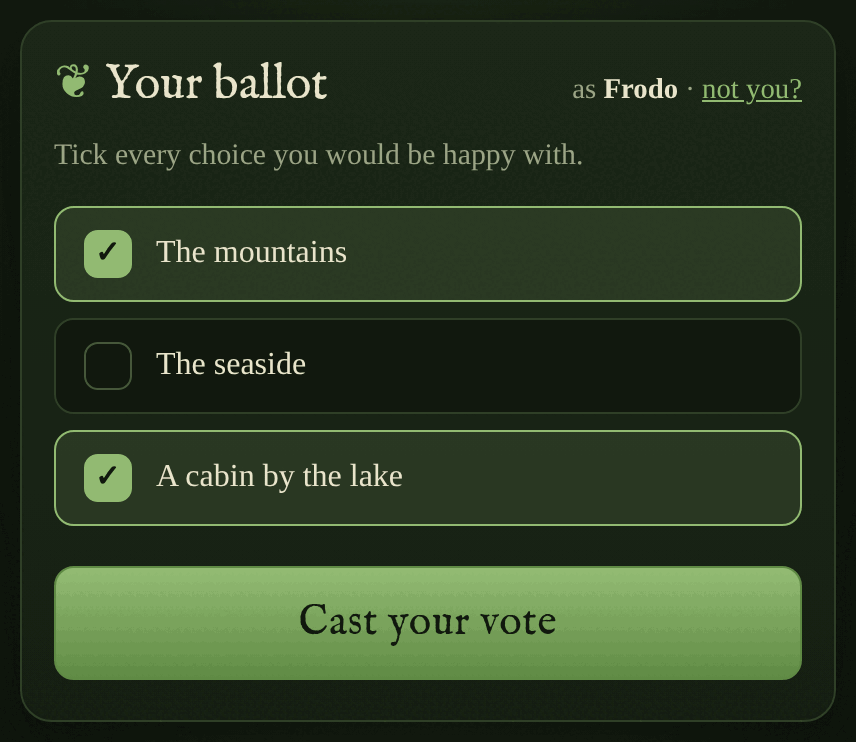 ❦ Your ballot
as Frodo · not you?
Tick every choice you would be happy with.
✓ The mountains
The seaside
✓ A cabin by the lake
Cast your vote